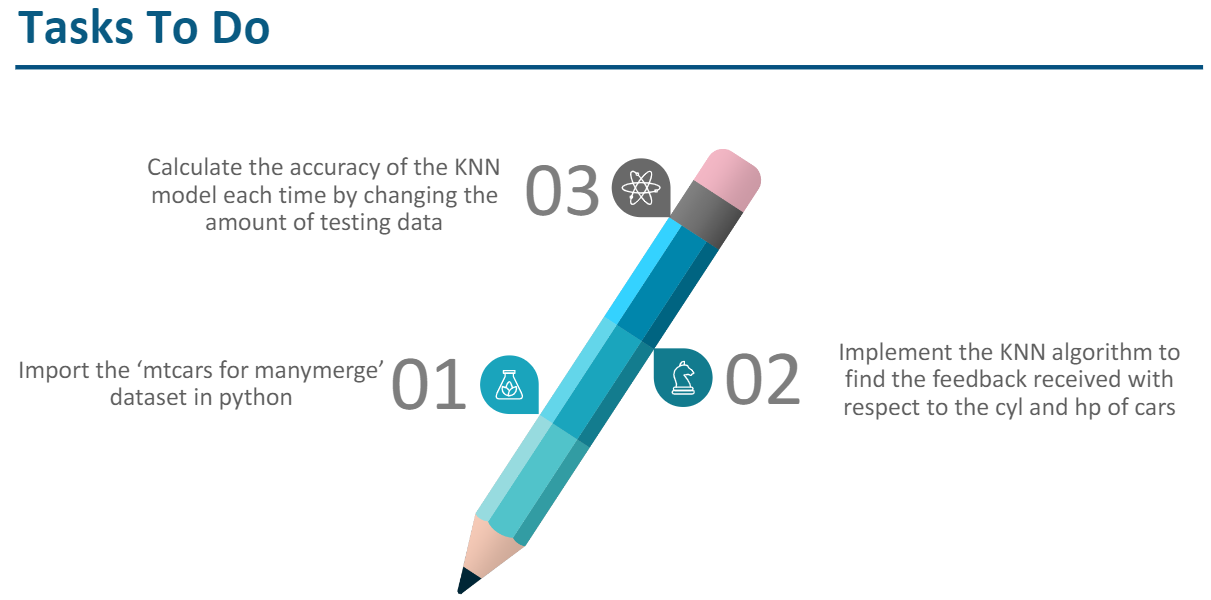 Tasks To Do
Calculate the accuracy of the KNN
model each time by changing the
amount of testing data
03
Import the ‘mtcars for manymerge’
dataset in python
01
02
Implement the KNN algorithm to
find the feedback received with
respect to the cyl and hp of cars